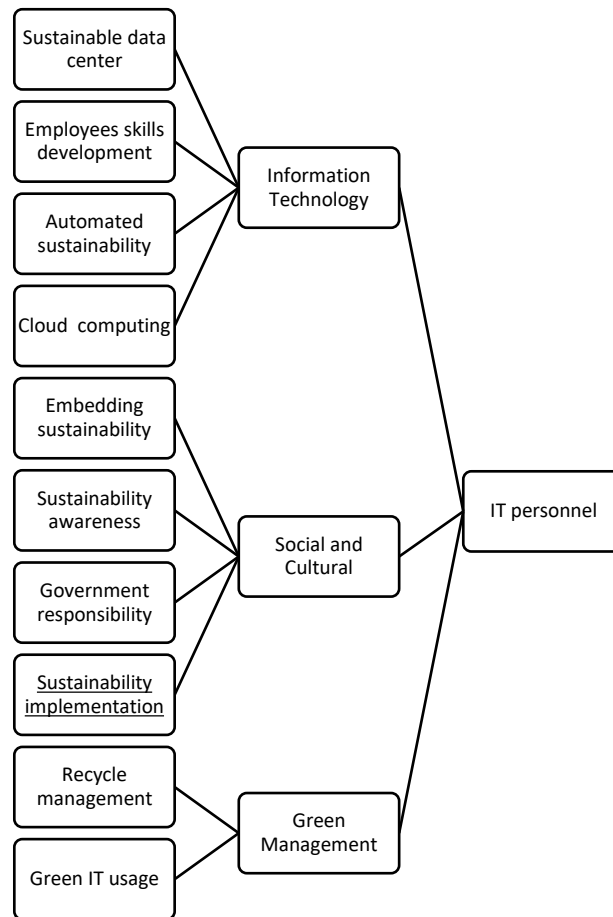 Sustainable data
center
Employees skills
development
Automated
sustainability
Cloud  computing
Embedding
sustainability
Sustainability
awareness
Government
responsibility
Sustainability
implementation
Recycle
management
Green IT usage
Information
Technology
Social and
Cultural
Green
Management
IT personnel